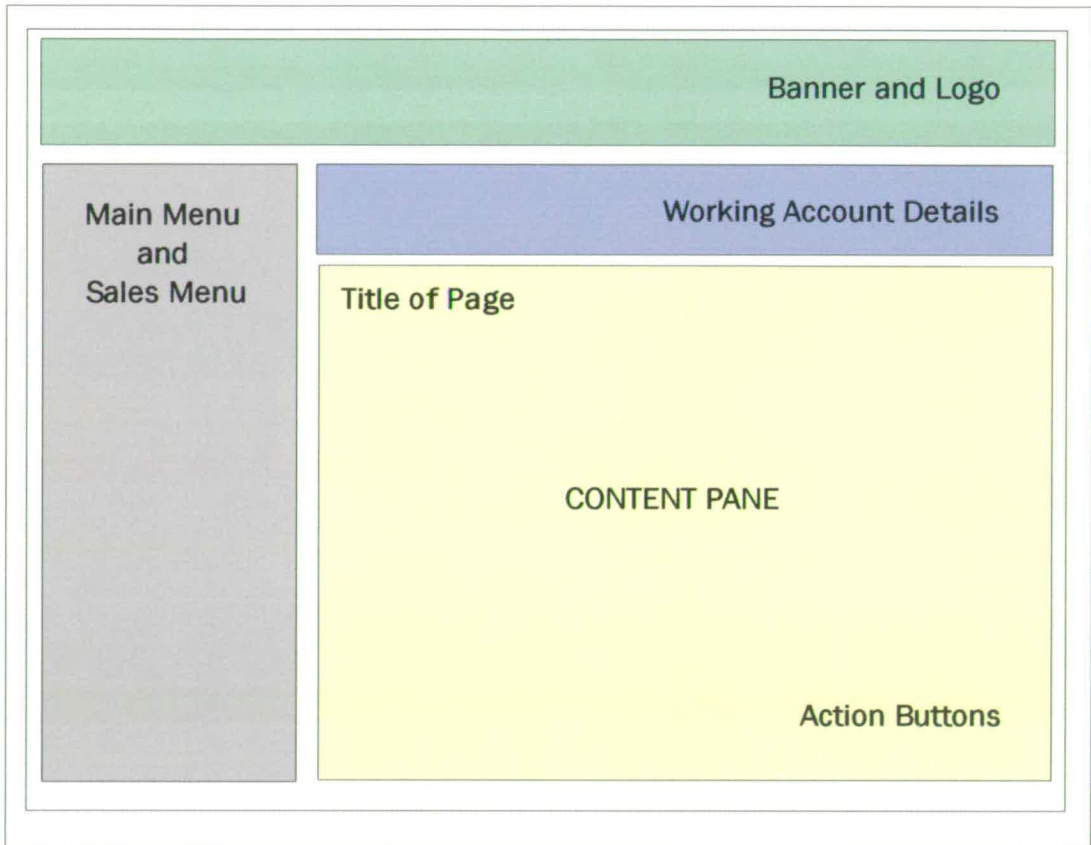 Banner and Logo
Main Menu
and
Sales Menu
Working Account Details
Title of Page
CONTENT PANE
Action Buttons